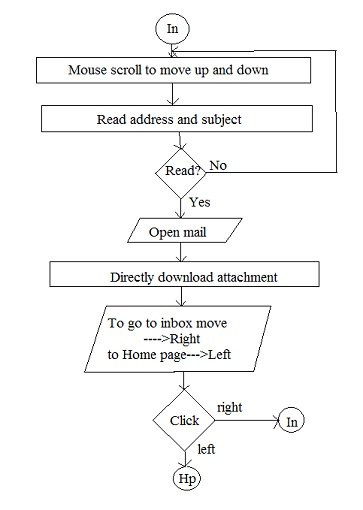 In
Mouse scroll to move up and down
Read address and subject
Read?
No
Yes
Open mail
Directly download attachment
To go to inbox move
---->Right
to Home page--->Left
Click
right
In
left
Hp